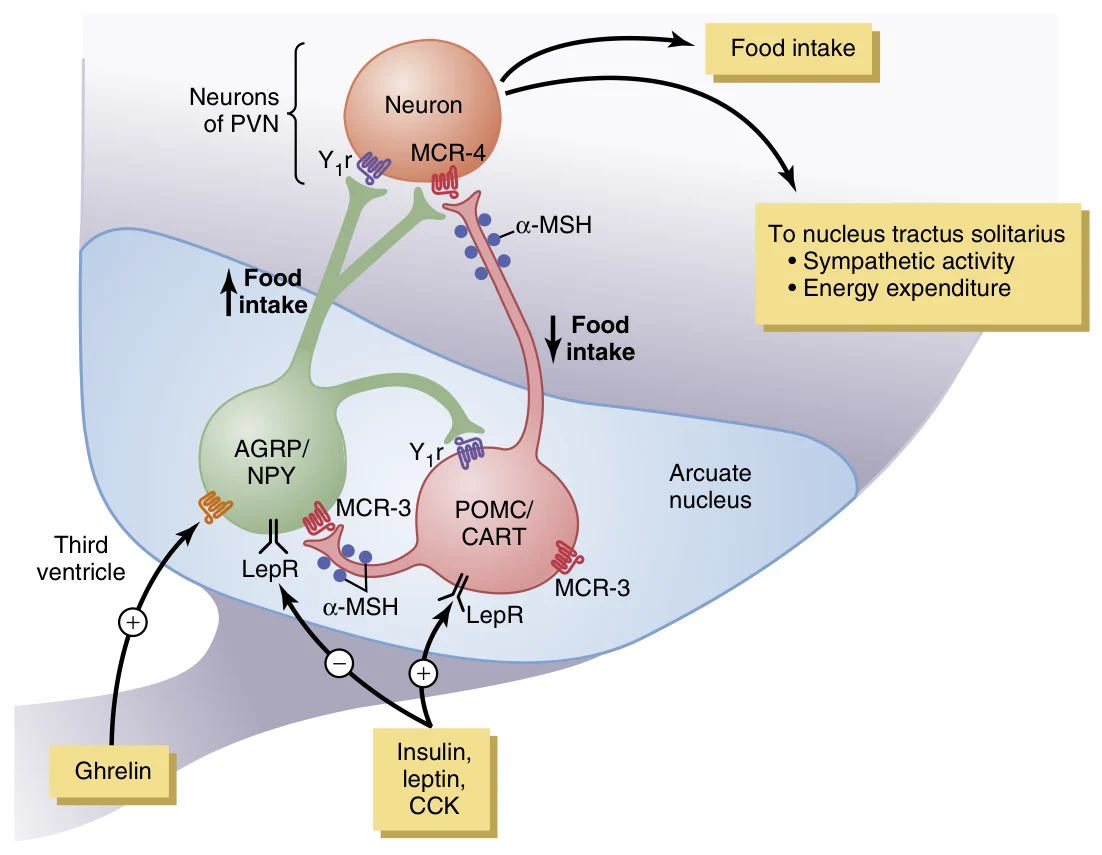 Food intake
Neurons
of PVN
Neuron
Y₁r
MCR-4
α-MSH
To nucleus tractus solitarius
• Sympathetic activity
• Energy expenditure
Food
intake
Food
intake
Y₁r
AGRP/
NPY
Arcuate
nucleus
MCR-3
POMC/
CART
Third
ventricle
LepR
MCR-3
α-MSH
LepR
+
−
+
Ghrelin
Insulin,
leptin,
CCK